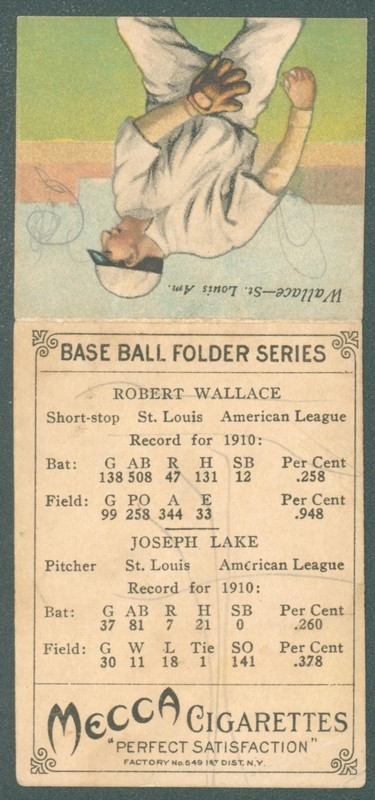 Wallace—St. Louis Am.
BASE BALL FOLDER SERIES
ROBERT WALLACE
Short-stop St. Louis American League
Record for 1910:
Bat: G AB R H SB Per Cent
138 508 47 131 12 .258
Field: G PO A E Per Cent
99 258 344 33 .948
JOSEPH LAKE
Pitcher St. Louis American League
Record for 1910:
Bat: G AB R H SB Per Cent
37 81 7 21 0 .260
Field: G W L Tie SO Per Cent
30 11 18 1 141 .378
MECCA CIGARETTES
"PERFECT SATISFACTION"
FACTORY No. 649 1st DIST. N.Y.